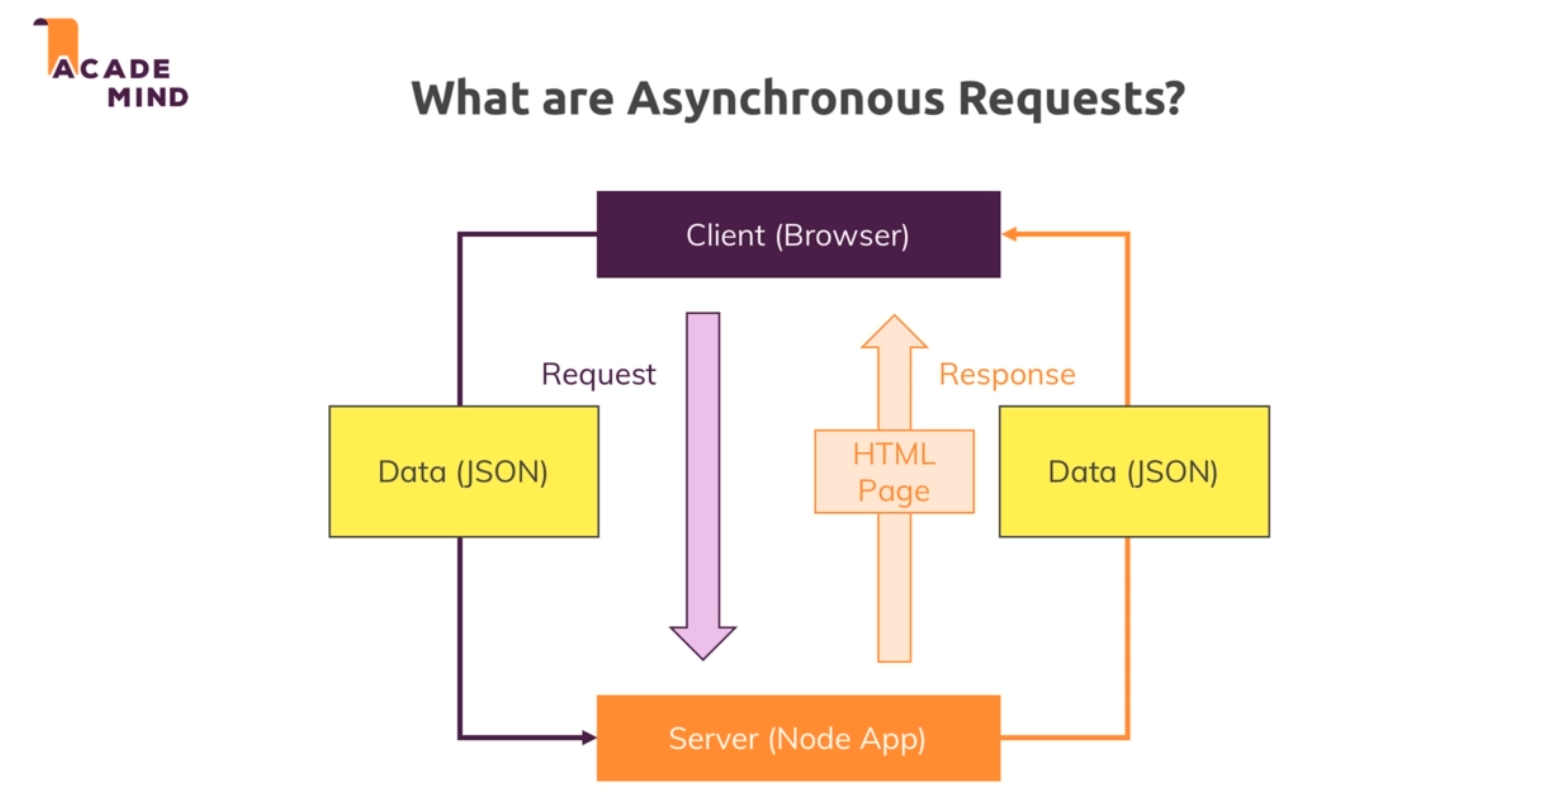 ACADE
MIND
What are Asynchronous Requests?
Client (Browser)
Request
Response
Data (JSON)
HTML
Page
Data (JSON)
Server (Node App)